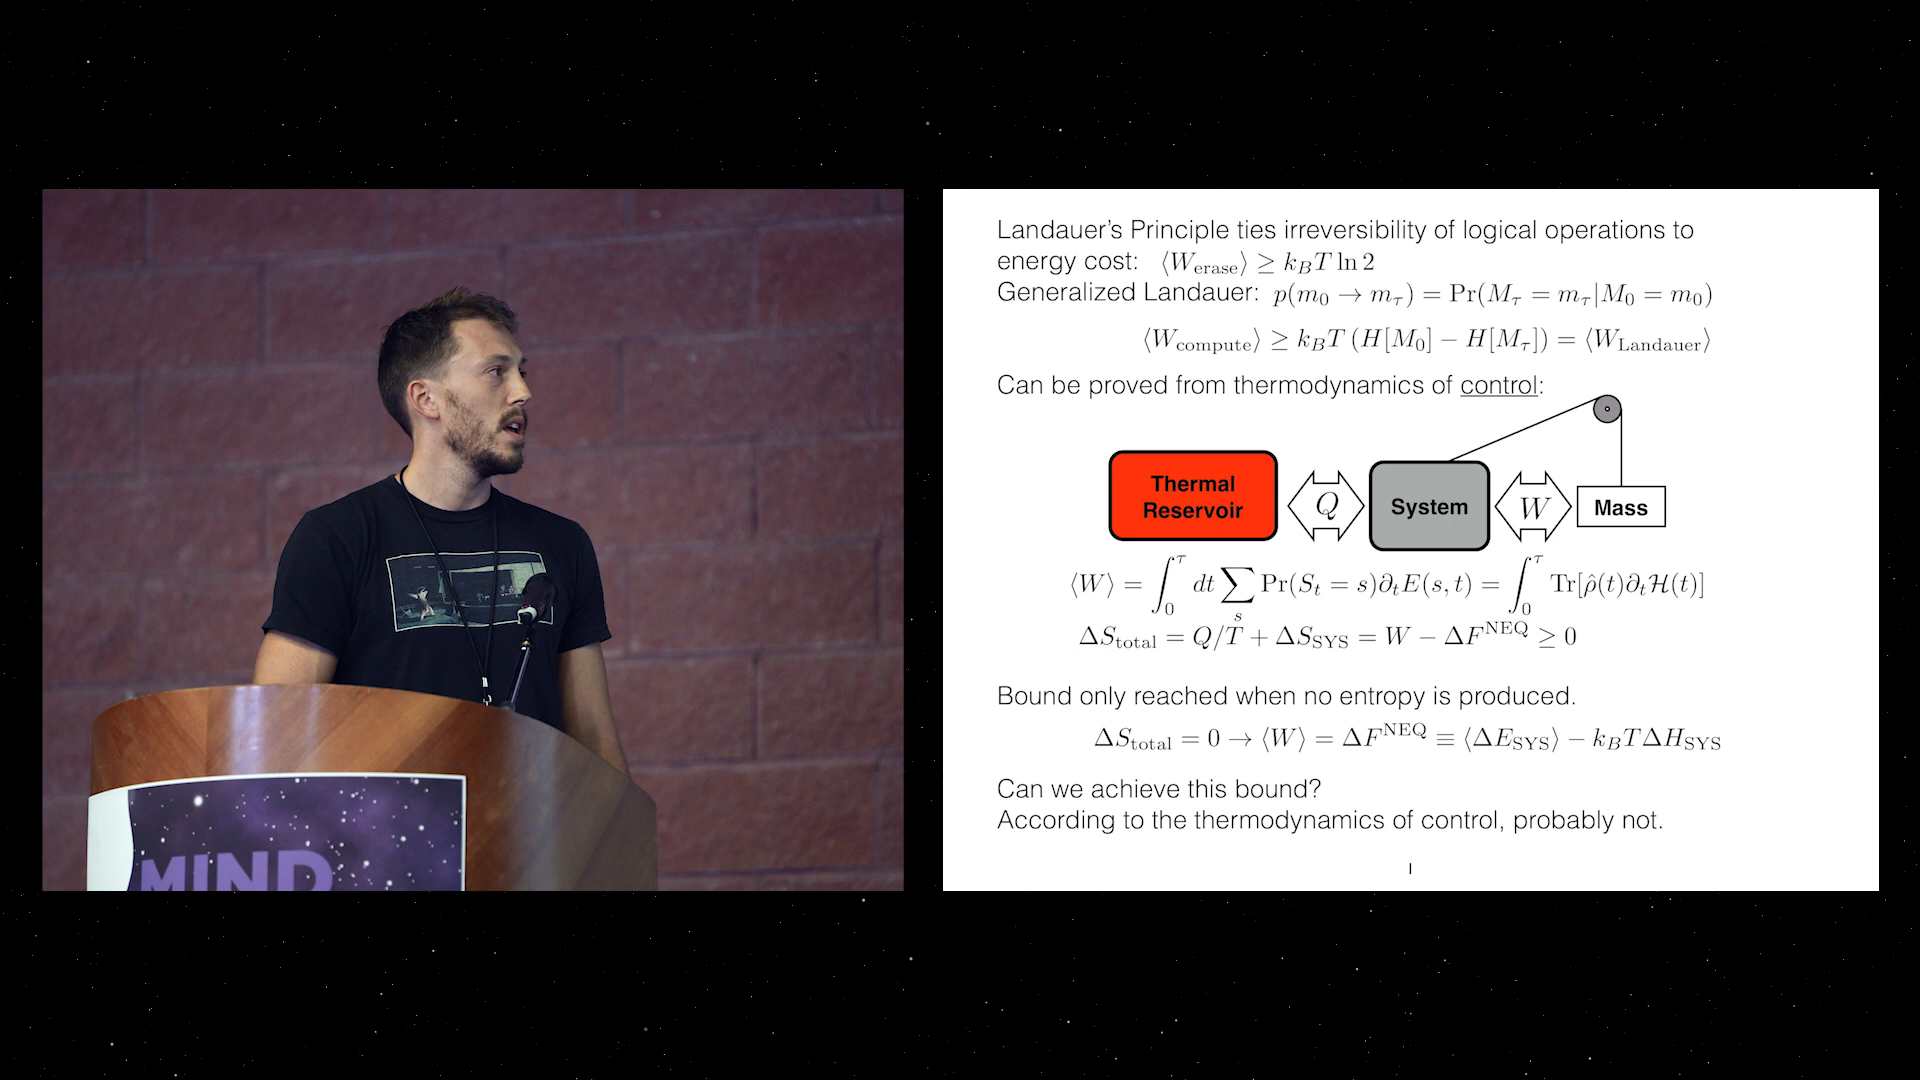 Landauer's Principle ties irreversibility of logical operations to
energy cost: ⟨W_erase⟩ ≥ k_B T ln 2
Generalized Landauer: p(m_0 → m_τ) = Pr(M_τ = m_τ|M_0 = m_0)
⟨W_compute⟩ ≥ k_B T (H[M_0] − H[M_τ]) = ⟨W_Landauer⟩
Can be proved from thermodynamics of control:
Thermal
Reservoir
Q
System
W
Mass
⟨W⟩ = ∫_0^τ dt ∑_s Pr(S_t = s)∂_t E(s, t) = ∫_0^τ Tr[ρ̂(t)∂_t ℋ(t)]
ΔS_total = Q/T + ΔS_SYS = W − ΔF^NEQ ≥ 0
Bound only reached when no entropy is produced.
ΔS_total = 0 → ⟨W⟩ = ΔF^NEQ ≡ ⟨ΔE_SYS⟩ − k_B T ΔH_SYS
Can we achieve this bound?
According to the thermodynamics of control, probably not.
1
MIND